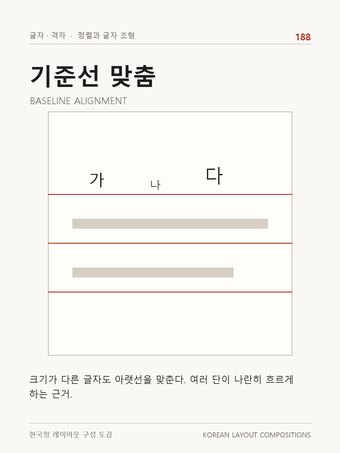 글자 · 격자 · 정렬과 글자 조형
188
기준선 맞춤
BASELINE ALIGNMENT
가 나 다
크기가 다른 글자도 아랫선을 맞춘다. 여러 단이 나란히 흐르게
하는 근거.
한국형 레이아웃 구성 도감
KOREAN LAYOUT COMPOSITIONS